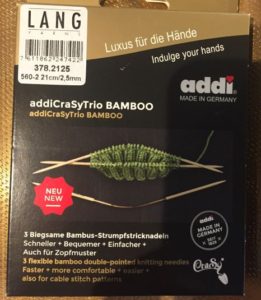 LANG
YARNS
7611862247422
378.2125
560-2 21cm/2,5mm
Luxus für die Hände
Indulge your hands
addi
MADE IN GERMANY
addiCraSyTrio BAMBOO
addiCraSyTrio BAMBOO
NEU
NEW
3 Biegsame Bambus-Strumpfstricknadeln
Schneller + Bequemer + Einfacher +
Auch für Zopfmuster
3 flexible bamboo double-pointed knitting needles
Faster + more comfortable + easier +
also for cable stitch patterns
addi
MADE IN
GERMANY
CraSy